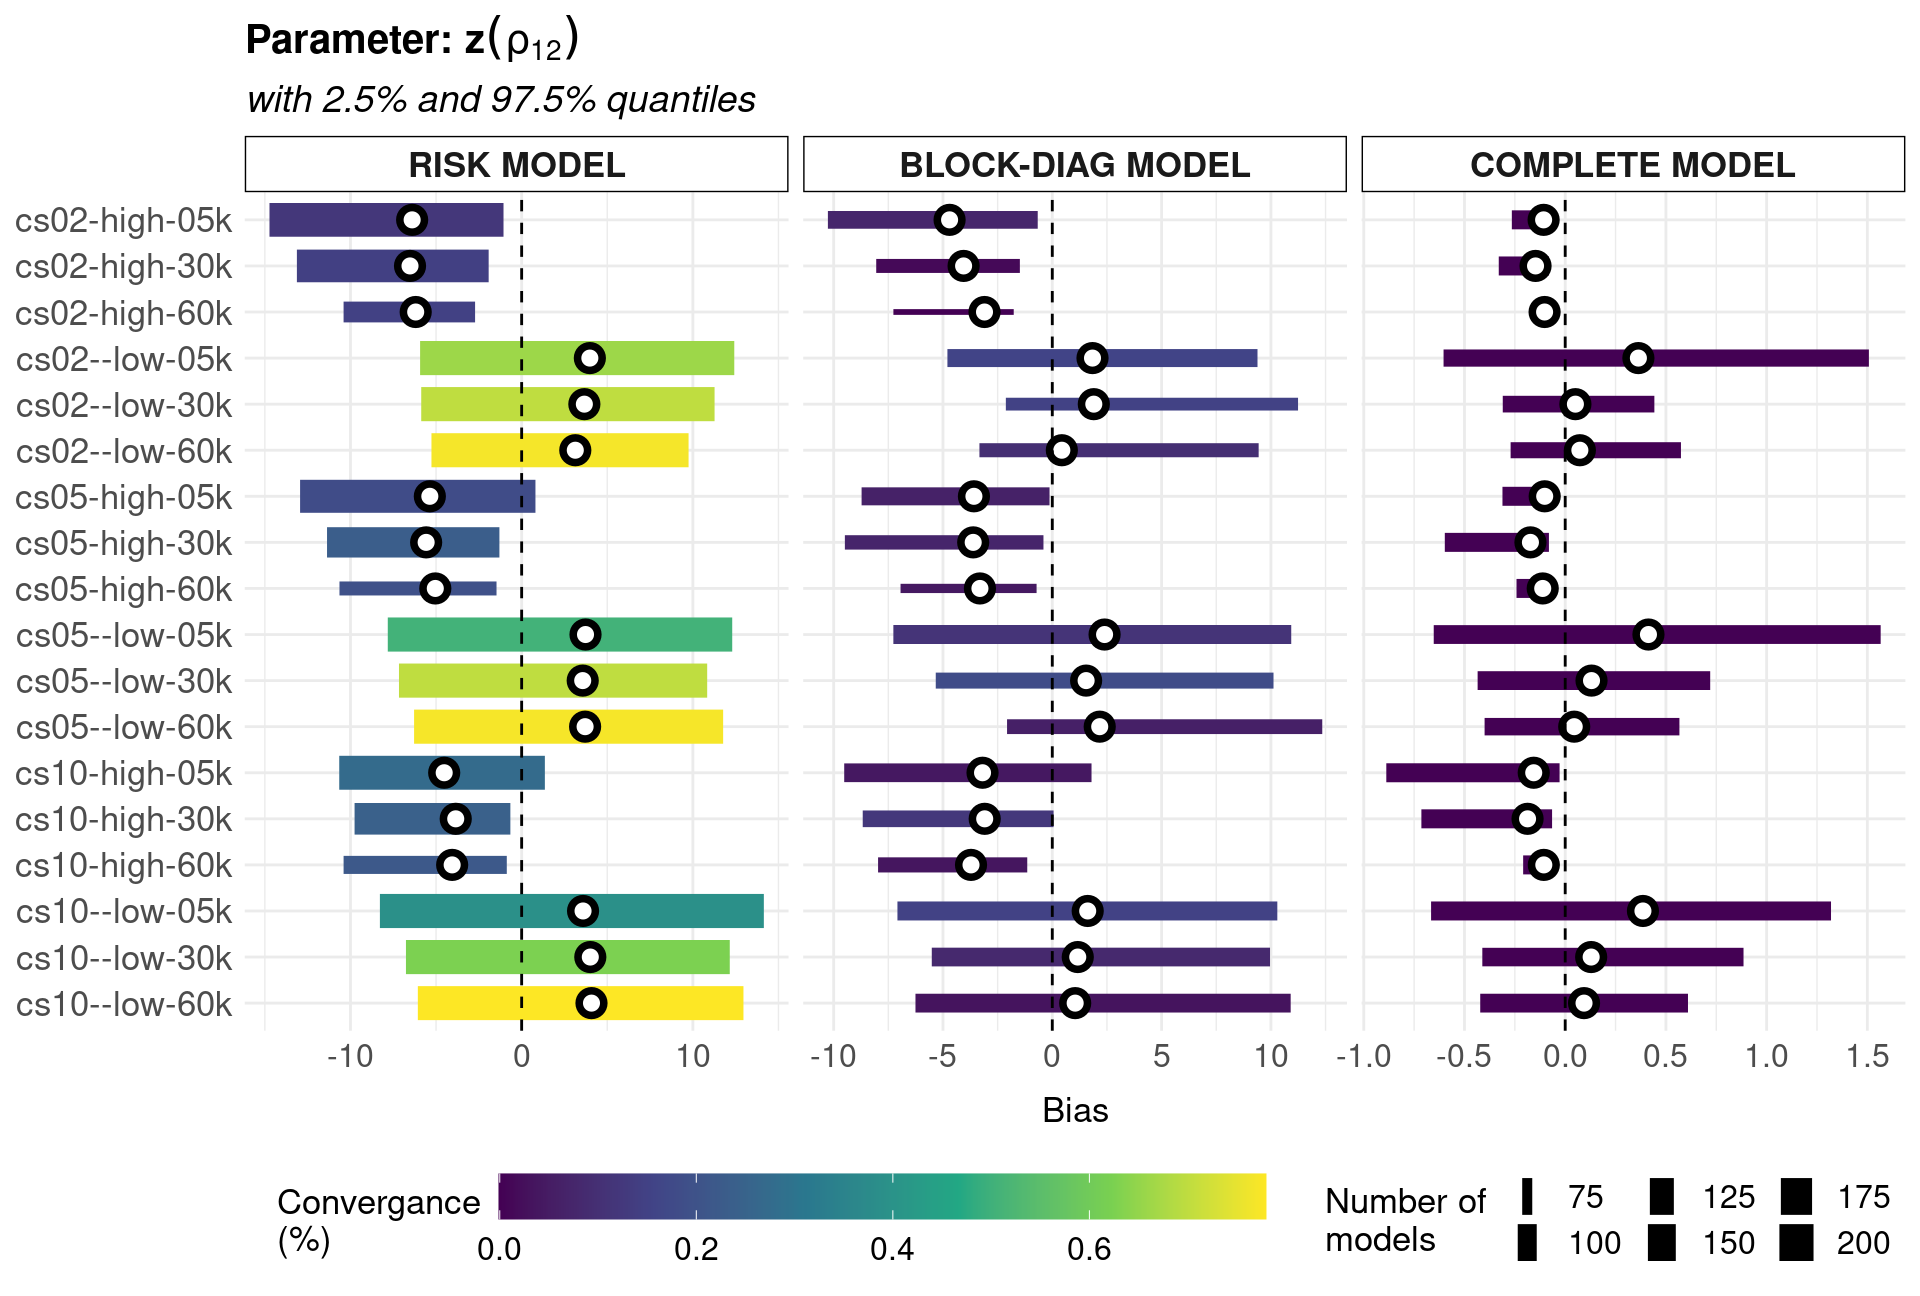 Parameter: z(ρ12)
with 2.5% and 97.5% quantiles
RISK MODEL BLOCK-DIAG MODEL COMPLETE MODEL
cs02-high-05k
cs02-high-30k
cs02-high-60k
cs02--low-05k
cs02--low-30k
cs02--low-60k
cs05-high-05k
cs05-high-30k
cs05-high-60k
cs05--low-05k
cs05--low-30k
cs05--low-60k
cs10-high-05k
cs10-high-30k
cs10-high-60k
cs10--low-05k
cs10--low-30k
cs10--low-60k
-10 0 10 -10 -5 0 5 10 -1.0 -0.5 0.0 0.5 1.0 1.5
Bias
Convergance
(%)
0.0 0.2 0.4 0.6
Number of
models
75 125 175
100 150 200